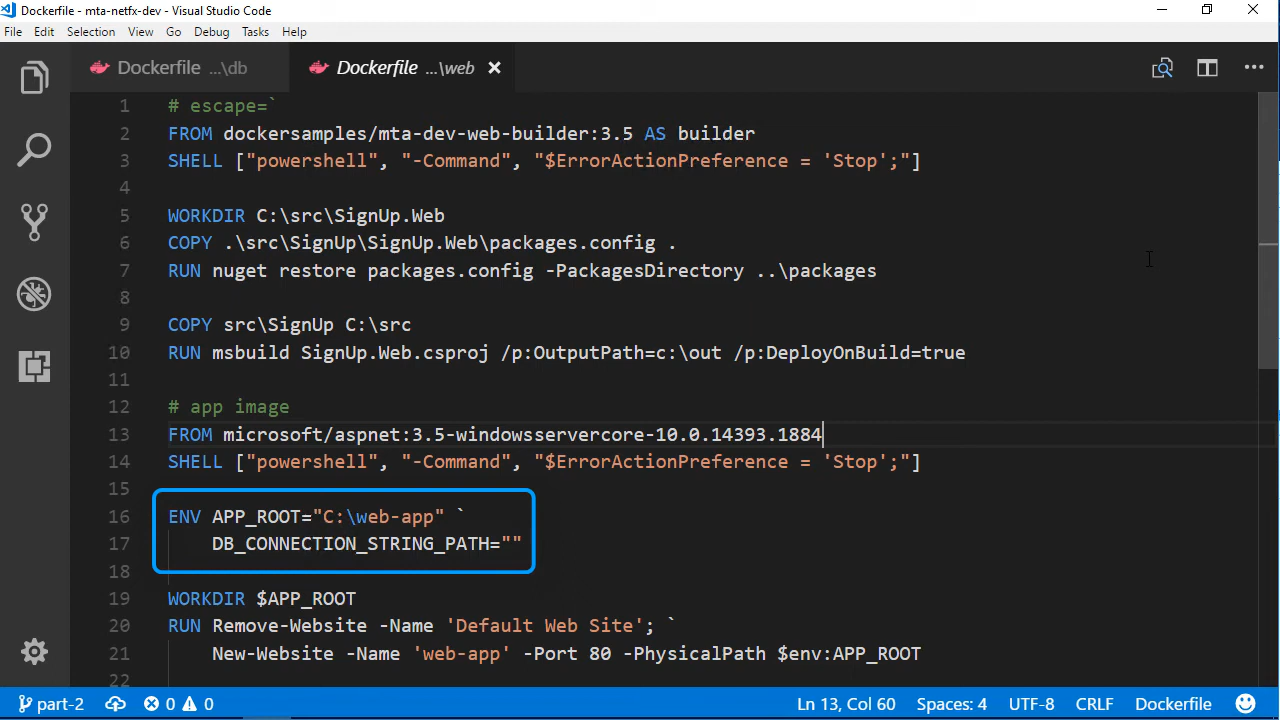 Dockerfile - mta-netfx-dev - Visual Studio Code
File Edit Selection View Go Debug Tasks Help
Dockerfile ...\db Dockerfile ...\web
1 # escape=`
2 FROM dockersamples/mta-dev-web-builder:3.5 AS builder
3 SHELL ["powershell", "-Command", "$ErrorActionPreference = 'Stop';"]
4
5 WORKDIR C:\src\SignUp.Web
6 COPY .\src\SignUp\SignUp.Web\packages.config .
7 RUN nuget restore packages.config -PackagesDirectory ..\packages
8
9 COPY src\SignUp C:\src
10 RUN msbuild SignUp.Web.csproj /p:OutputPath=c:\out /p:DeployOnBuild=true
11
12 # app image
13 FROM microsoft/aspnet:3.5-windowsservercore-10.0.14393.1884
14 SHELL ["powershell", "-Command", "$ErrorActionPreference = 'Stop';"]
15
16 ENV APP_ROOT="C:\web-app" `
17 DB_CONNECTION_STRING_PATH=""
18
19 WORKDIR $APP_ROOT
20 RUN Remove-Website -Name 'Default Web Site'; `
21 New-Website -Name 'web-app' -Port 80 -PhysicalPath $env:APP_ROOT
22
part-2 0 0 Ln 13, Col 60 Spaces: 4 UTF-8 CRLF Dockerfile